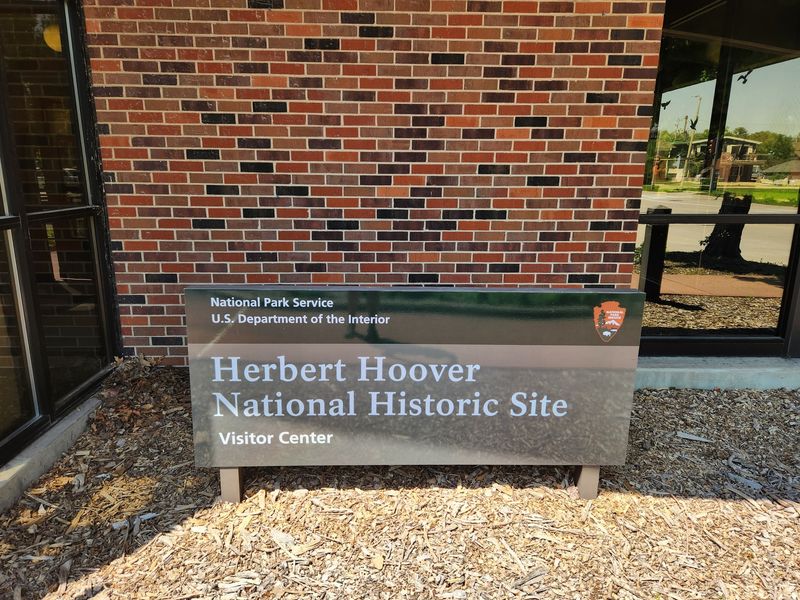 National Park Service
U.S. Department of the Interior
Herbert Hoover
National Historic Site
Visitor Center